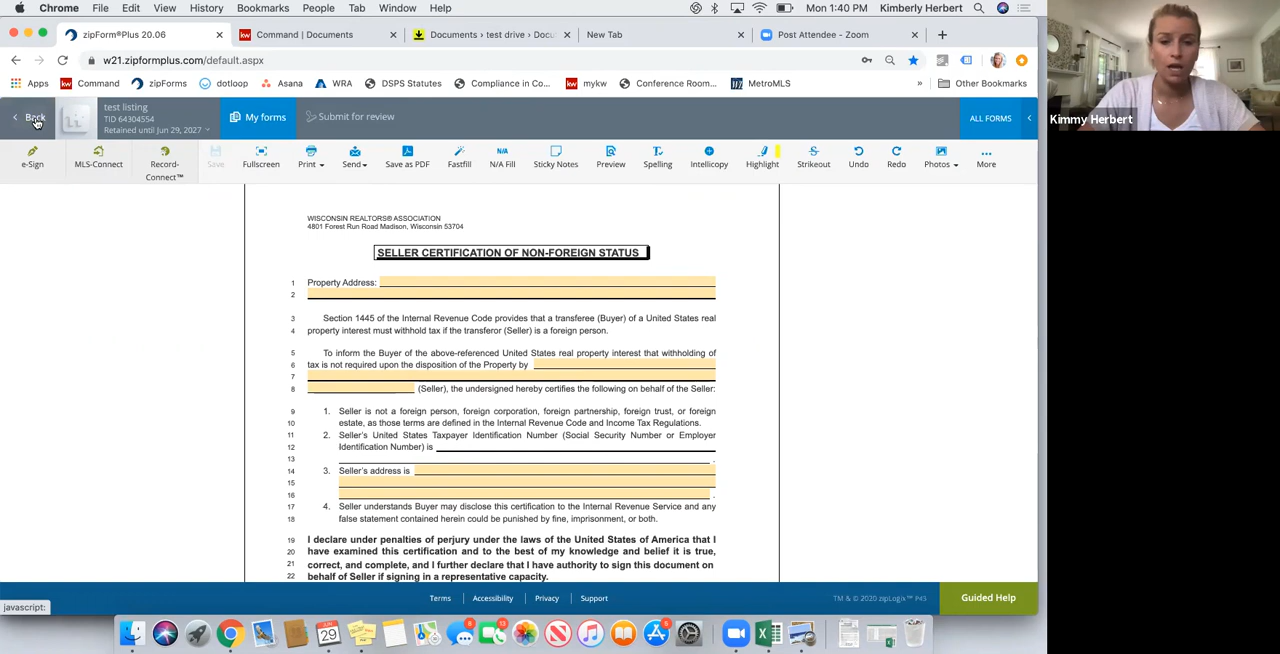 Chrome File Edit View History Bookmarks People Tab Window Help Mon 1:40 PM Kimberly Herbert
zipForm®Plus 20.06 Command | Documents Documents › test drive › Docu New Tab Post Attendee - Zoom
w21.zipformplus.com/default.aspx
Apps Command zipForms dotloop Asana WRA DSPS Statutes Compliance in Co... mykw Conference Room... MetroMLS » Other Bookmarks
Kimmy Herbert
Back
test listing
TID 64304554
Retained until Jun 29, 2027
My forms Submit for review ALL FORMS
e-Sign MLS-Connect Record-Connect™ Save Fullscreen Print Send Save as PDF Fastfill N/A Fill Sticky Notes Preview Spelling Intellicopy Highlight Strikeout Undo Redo Photos More
WISCONSIN REALTORS® ASSOCIATION
4801 Forest Run Road Madison, Wisconsin 53704
SELLER CERTIFICATION OF NON-FOREIGN STATUS
1 Property Address:
2
3 Section 1445 of the Internal Revenue Code provides that a transferee (Buyer) of a United States real
4 property interest must withhold tax if the transferor (Seller) is a foreign person.
5 To inform the Buyer of the above-referenced United States real property interest that withholding of
6 tax is not required upon the disposition of the Property by
7
8 (Seller), the undersigned hereby certifies the following on behalf of the Seller:
9 1. Seller is not a foreign person, foreign corporation, foreign partnership, foreign trust, or foreign
10 estate, as those terms are defined in the Internal Revenue Code and Income Tax Regulations.
11 2. Seller's United States Taxpayer Identification Number (Social Security Number or Employer
12 Identification Number) is
13 .
14 3. Seller's address is
15
16 .
17 4. Seller understands Buyer may disclose this certification to the Internal Revenue Service and any
18 false statement contained herein could be punished by fine, imprisonment, or both.
19 I declare under penalties of perjury under the laws of the United States of America that I
20 have examined this certification and to the best of my knowledge and belief it is true,
21 correct, and complete, and I further declare that I have authority to sign this document on
22 behalf of Seller if signing in a representative capacity.
Terms Accessibility Privacy Support TM & © 2020 zipLogix™ P43 Guided Help
javascript: